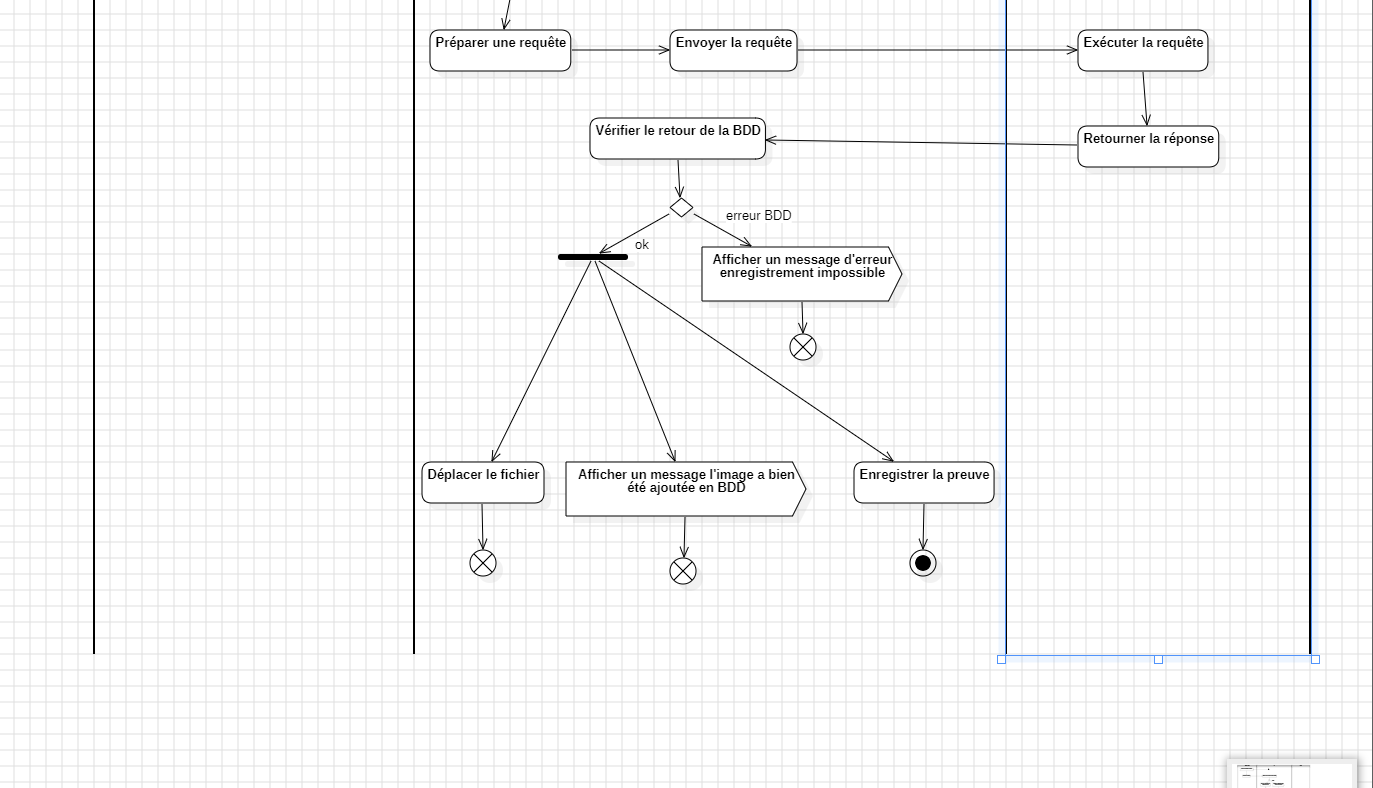 Préparer une requête
Envoyer la requête
Exécuter la requête
Vérifier le retour de la BDD
Retourner la réponse
erreur BDD
ok
Afficher un message d'erreur
enregistrement impossible
Déplacer le fichier
Afficher un message l'image a bien
été ajoutée en BDD
Enregistrer la preuve